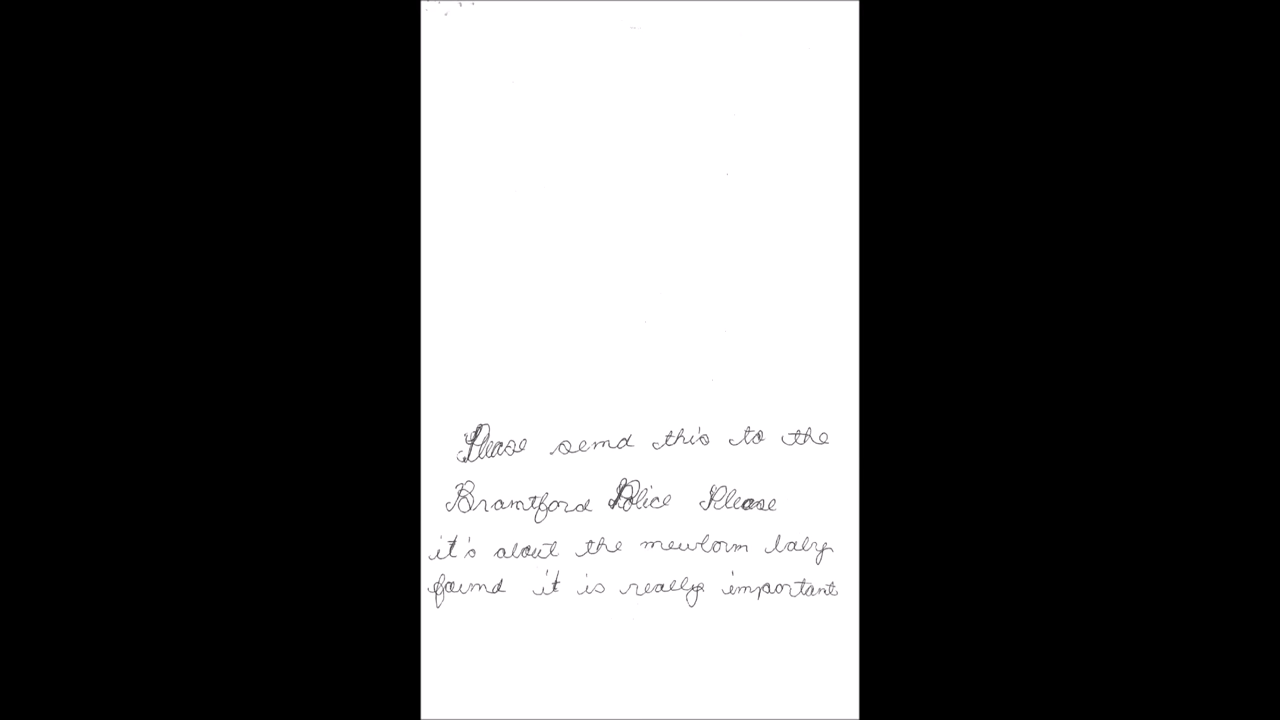 Please send this to the
Brantford Police Please
it's about the newborn baby
found it is really important